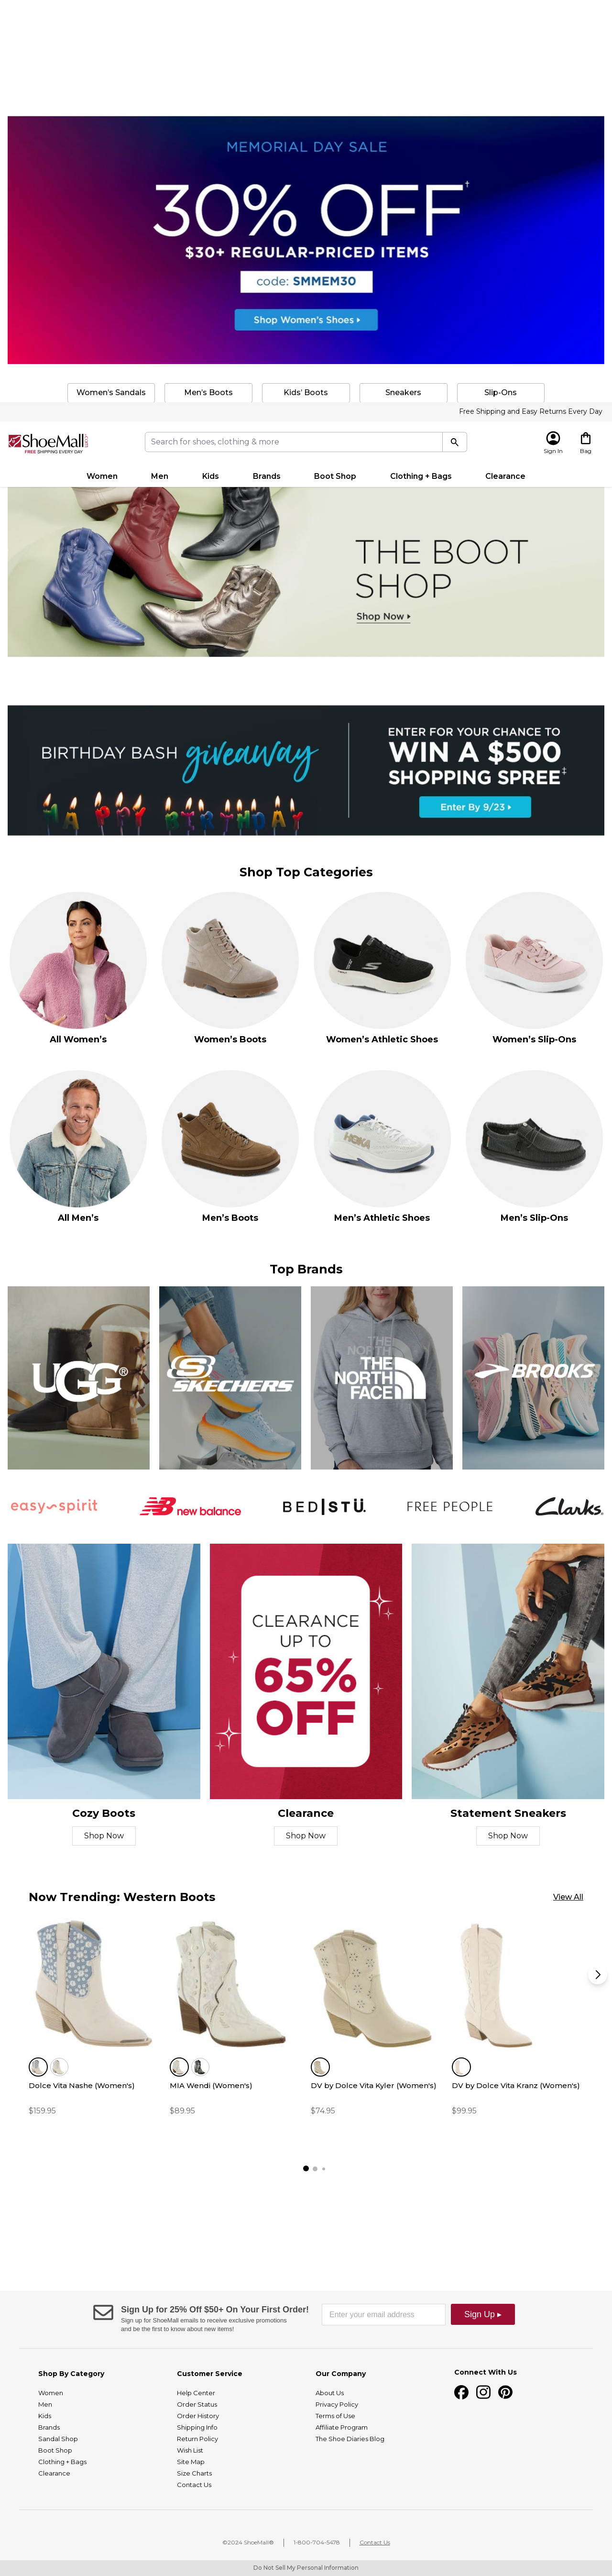 MEMORIAL DAY SALE
30% OFF†
$30+ REGULAR-PRICED ITEMS
code: SMMEM30
Shop Women's Shoes ▸
Women's Sandals
Men's Boots
Kids' Boots
Sneakers
Slip-Ons
Free Shipping and Easy Returns Every Day
ShoeMall
FREE SHIPPING EVERY DAY
Search for shoes, clothing & more
Sign In
Bag
Women
Men
Kids
Brands
Boot Shop
Clothing + Bags
Clearance
THE BOOT
SHOP
Shop Now ▸
BIRTHDAY BASH giveaway
HAPPY BIRTHDAY
ENTER FOR YOUR CHANCE TO
WIN A $500
SHOPPING SPREE‡
Enter By 9/23 ▸
Shop Top Categories
All Women's
Women's Boots
Women's Athletic Shoes
Women's Slip-Ons
HOKA
All Men's
Men's Boots
Men's Athletic Shoes
Men's Slip-Ons
Top Brands
UGG®
SKECHERS
THE
NORTH
FACE
BROOKS
easy spirit
new balance
BED|STÜ.
FREE PEOPLE
Clarks.
CLEARANCE
UP TO
65%
OFF
Cozy Boots
Clearance
Statement Sneakers
Shop Now
Shop Now
Shop Now
Now Trending: Western Boots
View All
Dolce Vita Nashe (Women's)
MIA Wendi (Women's)
DV by Dolce Vita Kyler (Women's)
DV by Dolce Vita Kranz (Women's)
$159.95
$89.95
$74.95
$99.95
Sign Up for 25% Off $50+ On Your First Order!
Sign up for ShoeMall emails to receive exclusive promotions
and be the first to know about new items!
Enter your email address
Sign Up ▸
Shop By Category
Women
Men
Kids
Brands
Sandal Shop
Boot Shop
Clothing + Bags
Clearance
Customer Service
Help Center
Order Status
Order History
Shipping Info
Return Policy
Wish List
Site Map
Size Charts
Contact Us
Our Company
About Us
Privacy Policy
Terms of Use
Affiliate Program
The Shoe Diaries Blog
Connect With Us
©2024 ShoeMall®
1-800-704-5478
Contact Us
Do Not Sell My Personal Information